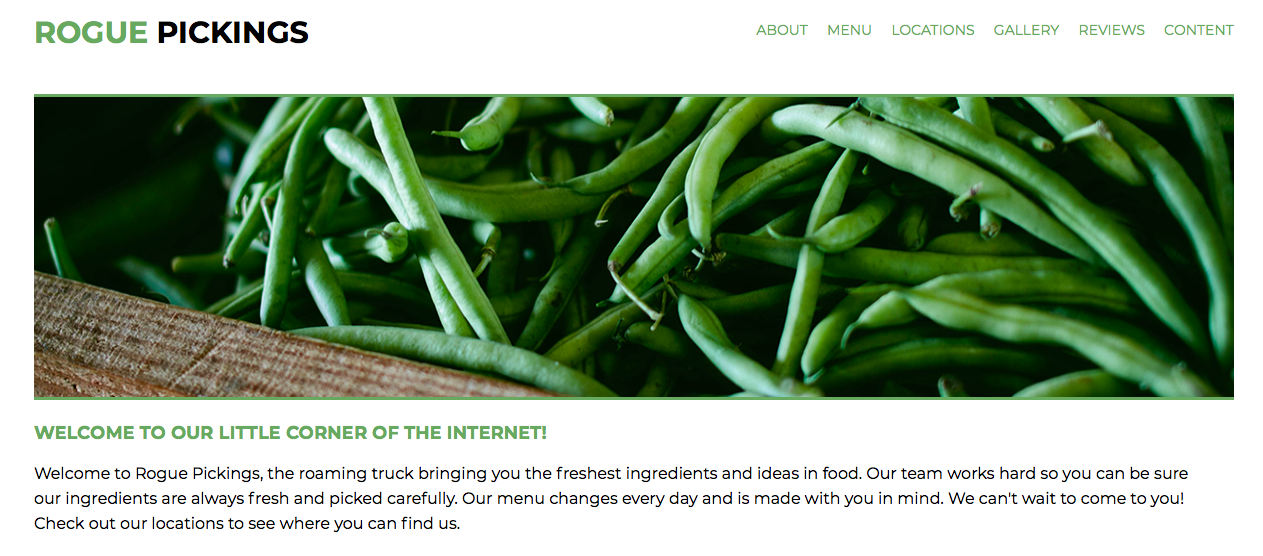 ROGUE PICKINGS
ABOUT MENU LOCATIONS GALLERY REVIEWS CONTENT
WELCOME TO OUR LITTLE CORNER OF THE INTERNET!
Welcome to Rogue Pickings, the roaming truck bringing you the freshest ingredients and ideas in food. Our team works hard so you can be sure
our ingredients are always fresh and picked carefully. Our menu changes every day and is made with you in mind. We can't wait to come to you!
Check out our locations to see where you can find us.